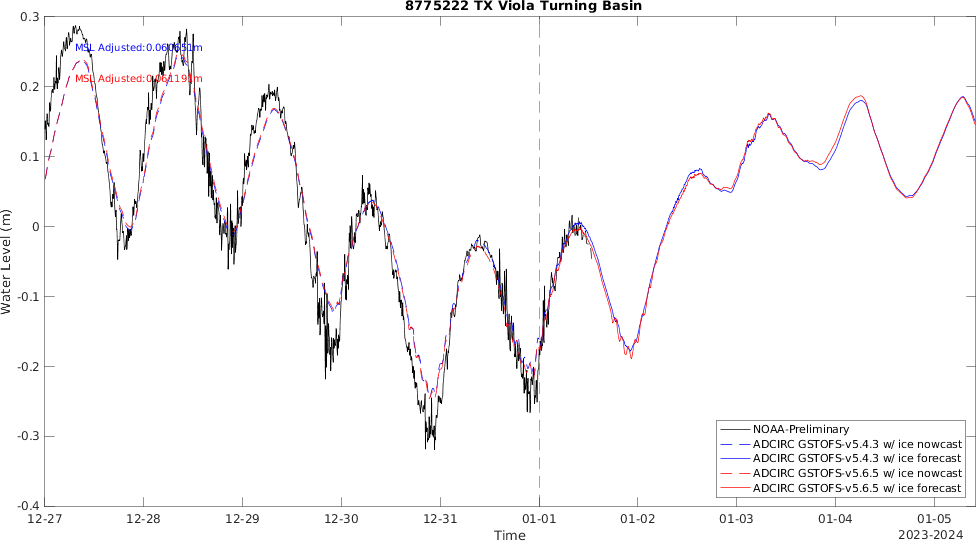 8775222 TX Viola Turning Basin
0.3
0.2
0.1
0
-0.1
-0.2
-0.3
-0.4
Water Level (m)
MSL Adjusted:0.060651m
MSL Adjusted:0.061191m
NOAA-Preliminary
ADCIRC GSTOFS-v5.4.3 w/ ice nowcast
ADCIRC GSTOFS-v5.4.3 w/ ice forecast
ADCIRC GSTOFS-v5.6.5 w/ ice nowcast
ADCIRC GSTOFS-v5.6.5 w/ ice forecast
12-27 12-28 12-29 12-30 12-31 01-01 01-02 01-03 01-04 01-05
Time
2023-2024